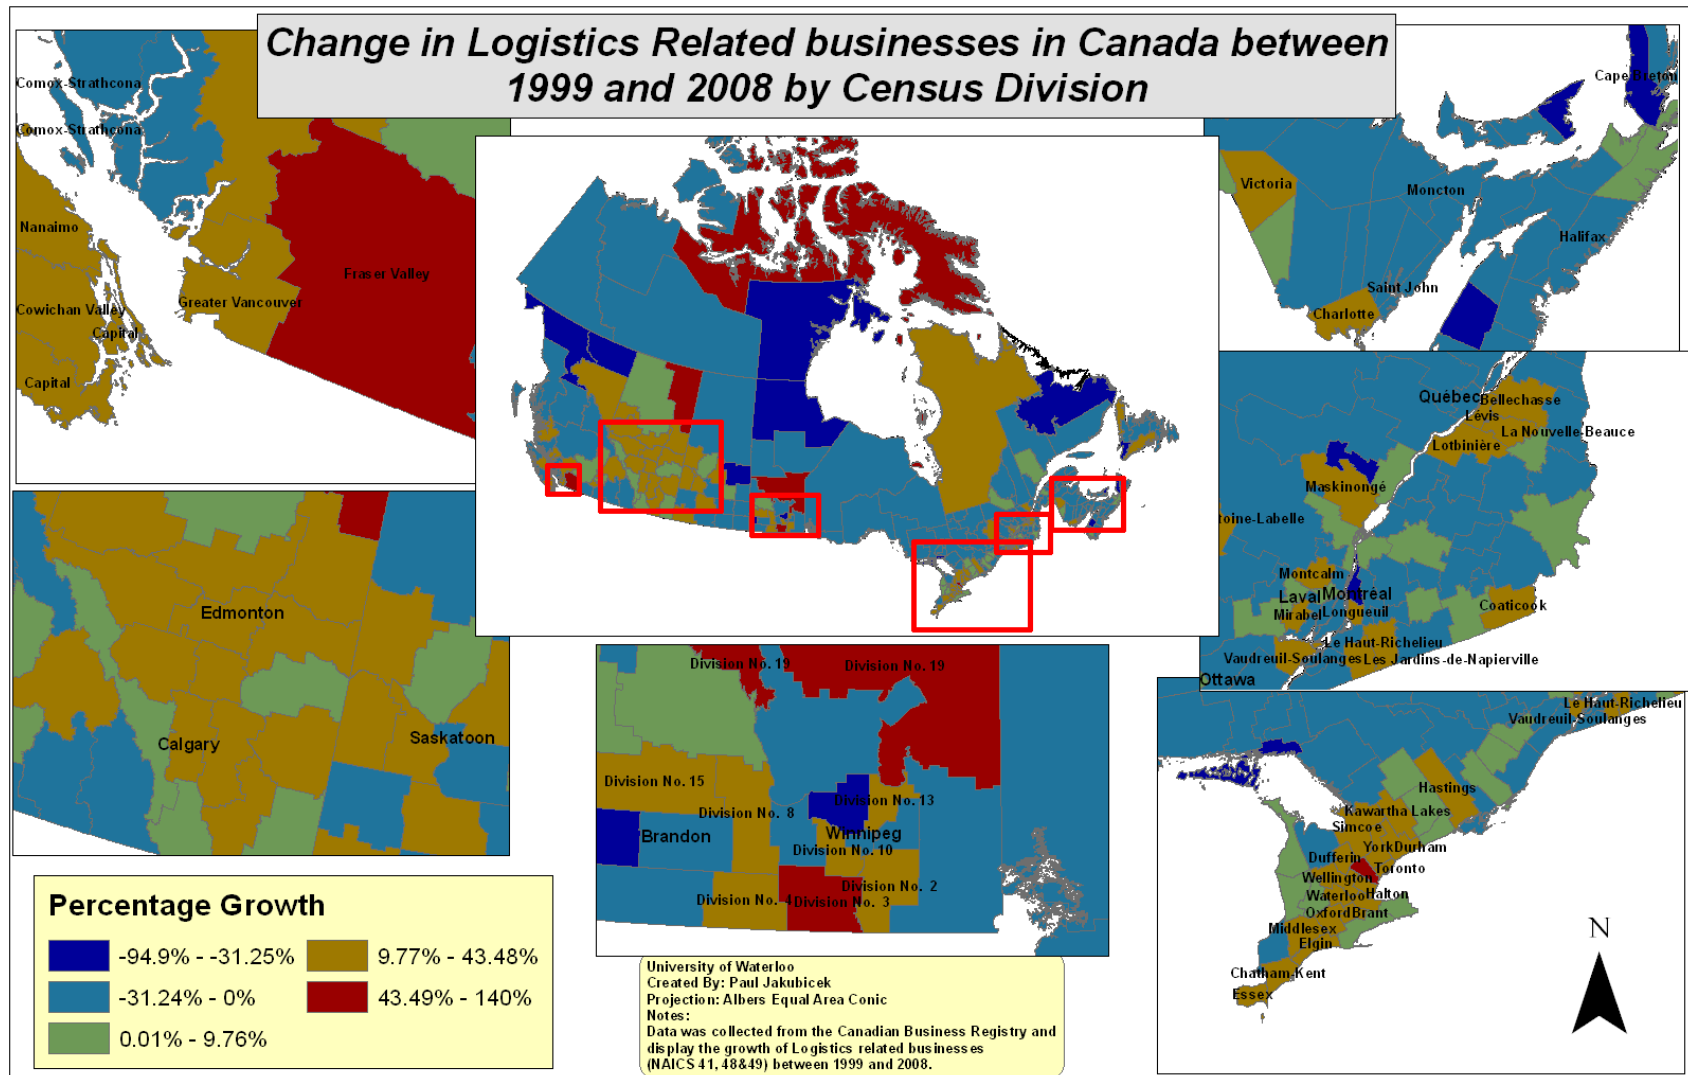 Change in Logistics Related businesses in Canada between
1999 and 2008 by Census Division
Comox-Strathcona
Comox-Strathcona
Nanaimo
Cowichan Valley
Capital
Capital
Greater Vancouver
Fraser Valley
Cape Breton
Victoria
Moncton
Halifax
Saint John
Charlotte
Edmonton
Calgary
Saskatoon
Québec
Bellechasse
Lévis
La Nouvelle-Beauce
Lotbinière
Maskinongé
toine-Labelle
Montcalm
Laval
Montréal
Mirabel
Longueuil
Coaticook
Le Haut-Richelieu
Vaudreuil-Soulanges
Les Jardins-de-Napierville
Ottawa
Division No. 19
Division No. 19
Division No. 15
Division No. 13
Division No. 8
Brandon
Winnipeg
Division No. 10
Division No. 2
Division No. 4
Division No. 3
Le Haut-Richelieu
Vaudreuil-Soulanges
Hastings
Kawartha Lakes
Simcoe
York
Durham
Dufferin
Toronto
Wellington
Waterloo
Halton
Oxford
Brant
Middlesex
Elgin
Chatham-Kent
Essex
N
Percentage Growth
-94.9% - -31.25%
-31.24% - 0%
0.01% - 9.76%
9.77% - 43.48%
43.49% - 140%
University of Waterloo
Created By: Paul Jakubicek
Projection: Albers Equal Area Conic
Notes:
Data was collected from the Canadian Business Registry and
display the growth of Logistics related businesses
(NAICS 41, 48&49) between 1999 and 2008.